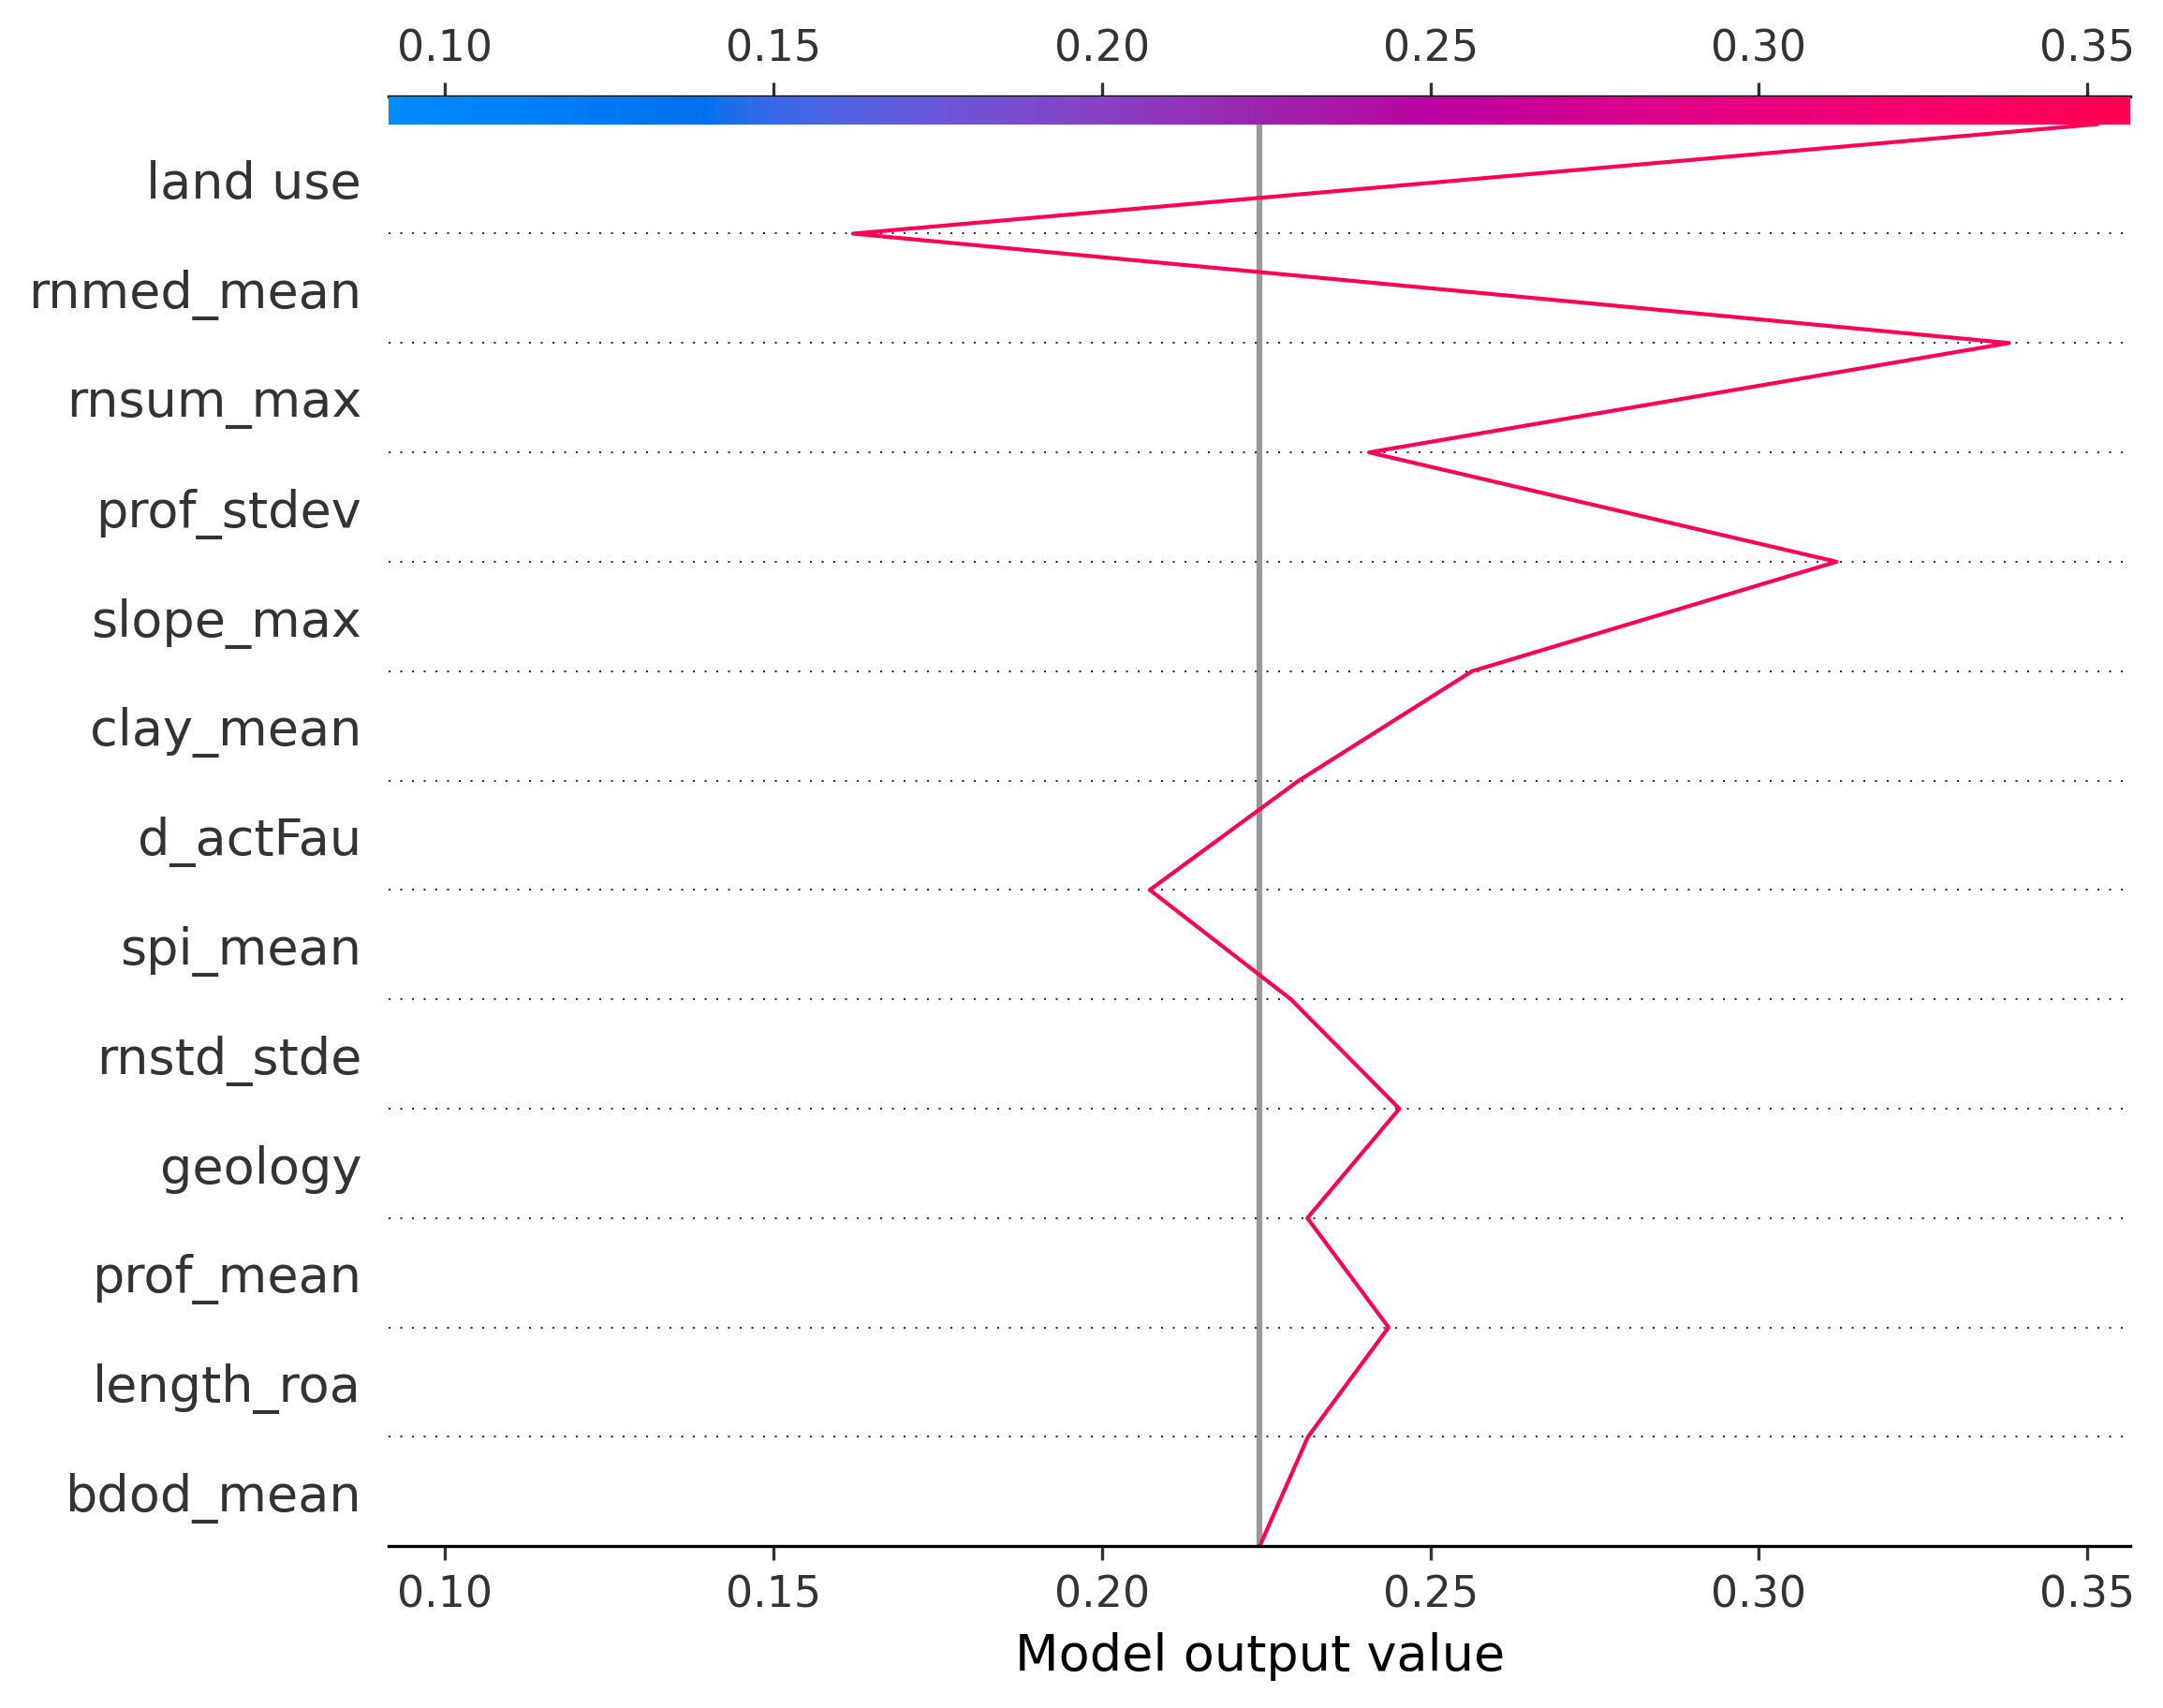 0.10 0.15 0.20 0.25 0.30 0.35
land use
rnmed_mean
rnsum_max
prof_stdev
slope_max
clay_mean
d_actFau
spi_mean
rnstd_stde
geology
prof_mean
length_roa
bdod_mean
0.10 0.15 0.20 0.25 0.30 0.35
Model output value